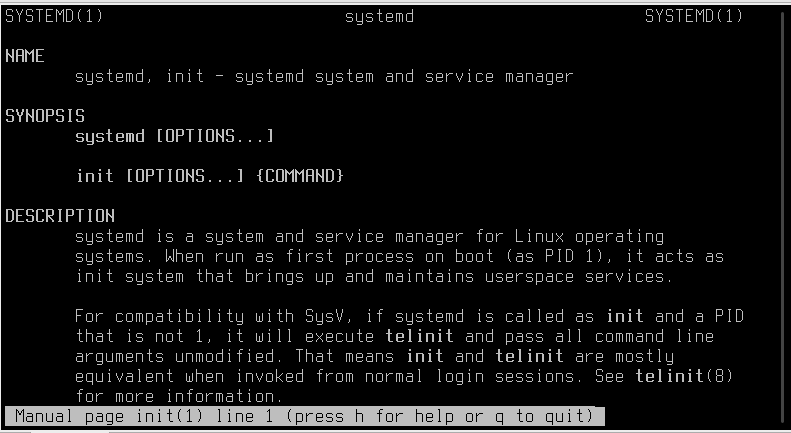 SYSTEMD(1) systemd SYSTEMD(1)
NAME
systemd, init - systemd system and service manager
SYNOPSIS
systemd [OPTIONS...]
init [OPTIONS...] {COMMAND}
DESCRIPTION
systemd is a system and service manager for Linux operating
systems. When run as first process on boot (as PID 1), it acts as
init system that brings up and maintains userspace services.
For compatibility with SysV, if systemd is called as init and a PID
that is not 1, it will execute telinit and pass all command line
arguments unmodified. That means init and telinit are mostly
equivalent when invoked from normal login sessions. See telinit(8)
for more information.
Manual page init(1) line 1 (press h for help or q to quit)